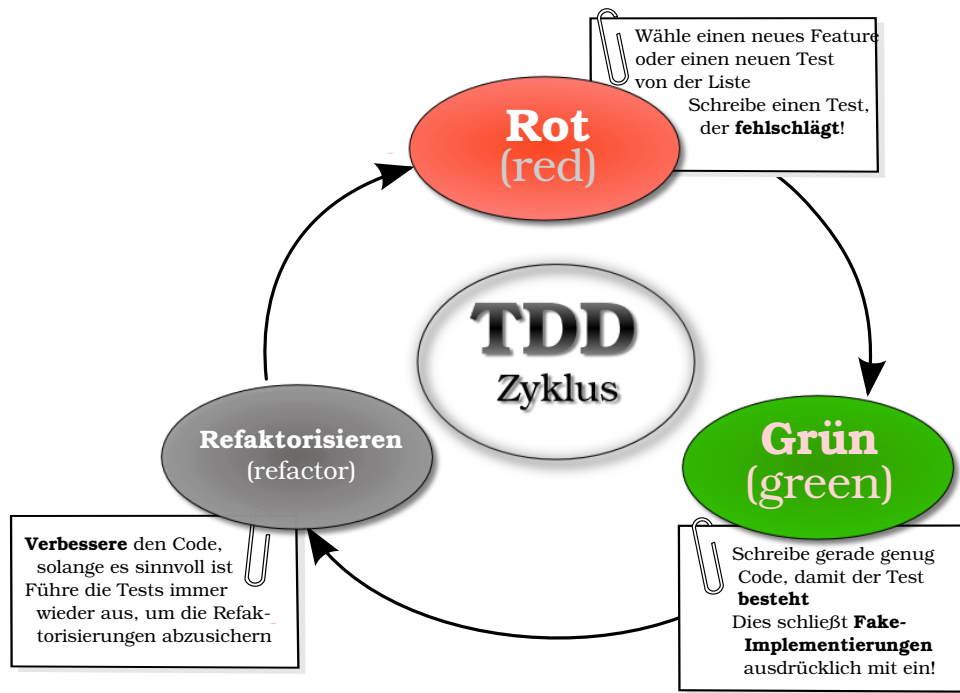 Wähle einen neues Feature
oder einen neuen Test
von der Liste
Schreibe einen Test,
der fehlschlägt!
Rot
(red)
TDD
Zyklus
Grün
(green)
Schreibe gerade genug
Code, damit der Test
besteht
Dies schließt Fake-
Implementierungen
ausdrücklich mit ein!
Refaktorisieren
(refactor)
Verbessere den Code,
solange es sinnvoll ist
Führe die Tests immer
wieder aus, um die Refak-
torisierungen abzusichern